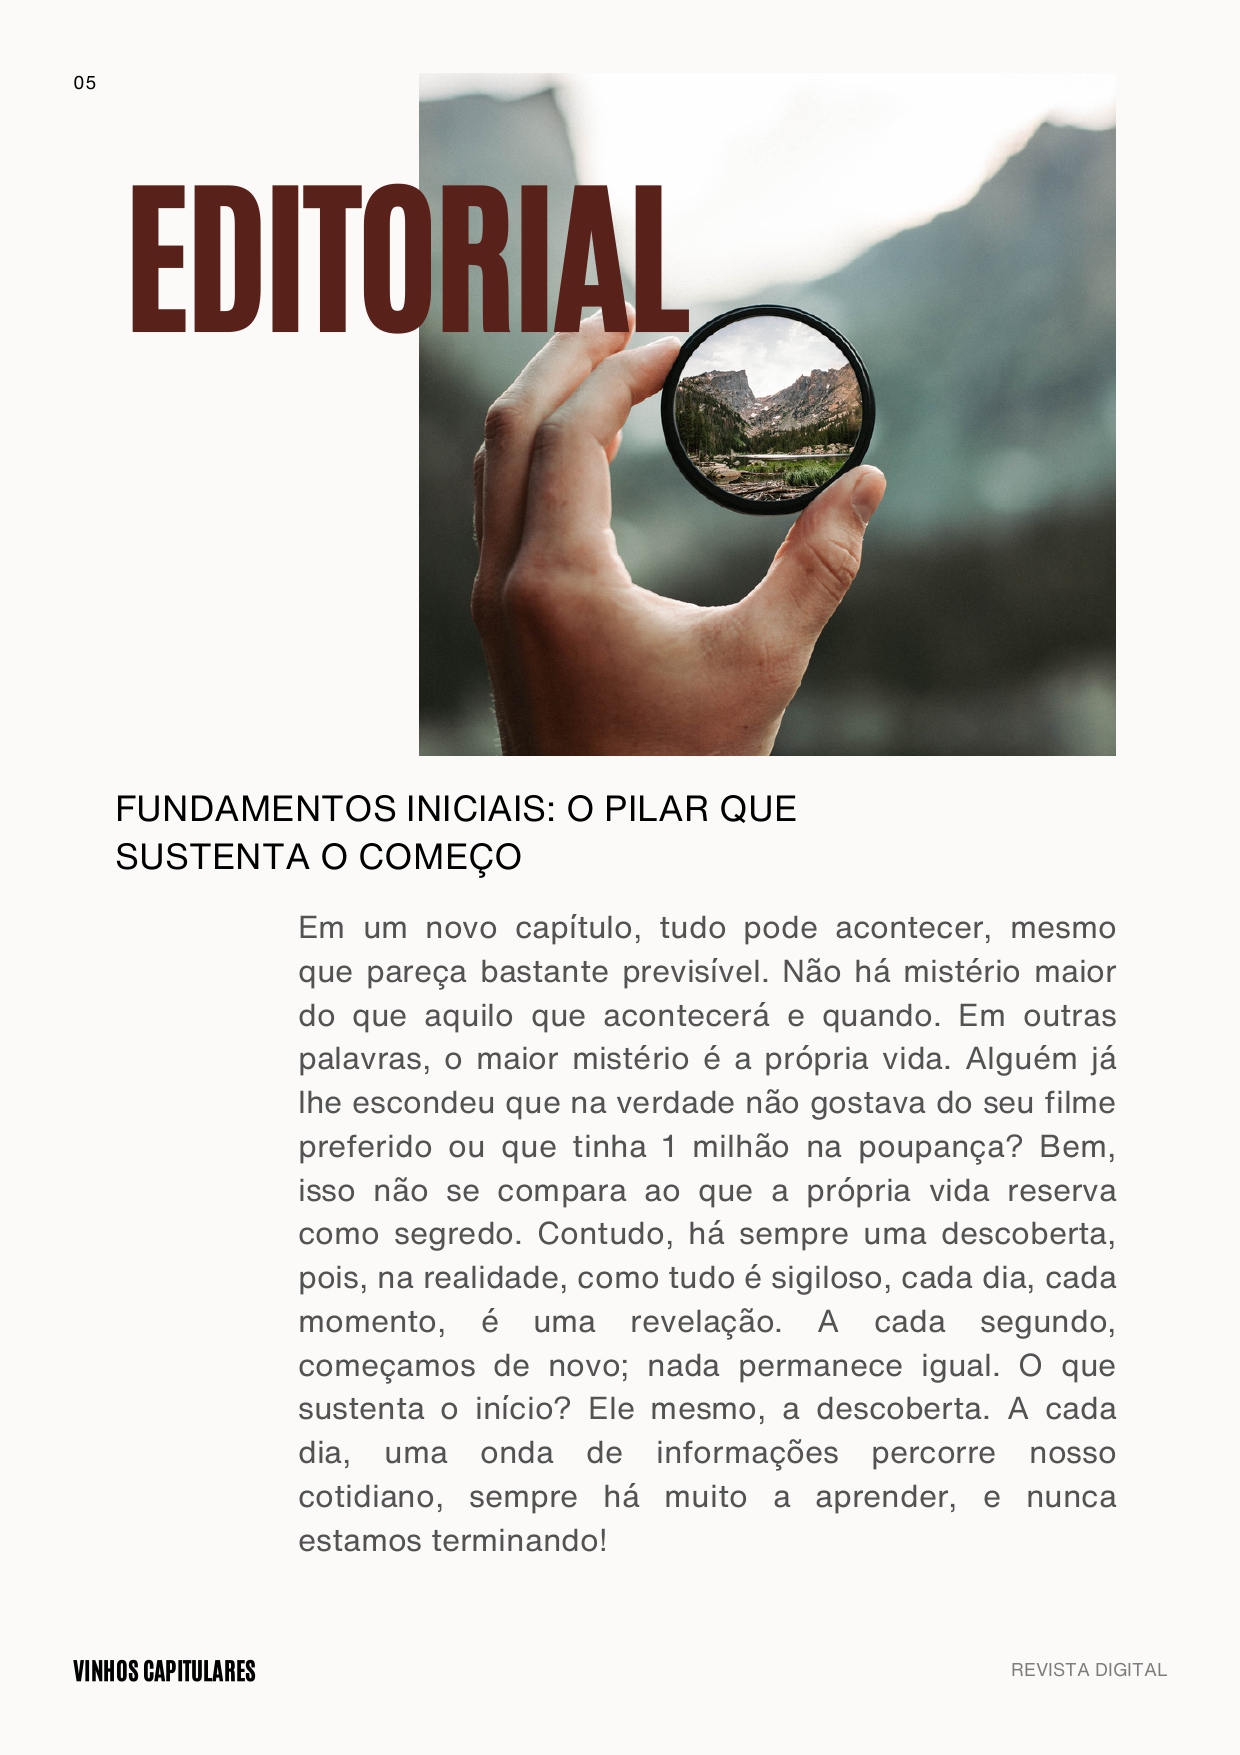 05
EDITORIAL
FUNDAMENTOS INICIAIS: O PILAR QUE
SUSTENTA O COMEÇO
Em um novo capítulo, tudo pode acontecer, mesmo
que pareça bastante previsível. Não há mistério maior
do que aquilo que acontecerá e quando. Em outras
palavras, o maior mistério é a própria vida. Alguém já
lhe escondeu que na verdade não gostava do seu filme
preferido ou que tinha 1 milhão na poupança? Bem,
isso não se compara ao que a própria vida reserva
como segredo. Contudo, há sempre uma descoberta,
pois, na realidade, como tudo é sigiloso, cada dia, cada
momento, é uma revelação. A cada segundo,
começamos de novo; nada permanece igual. O que
sustenta o início? Ele mesmo, a descoberta. A cada
dia, uma onda de informações percorre nosso
cotidiano, sempre há muito a aprender, e nunca
estamos terminando!
VINHOS CAPITULARES
REVISTA DIGITAL